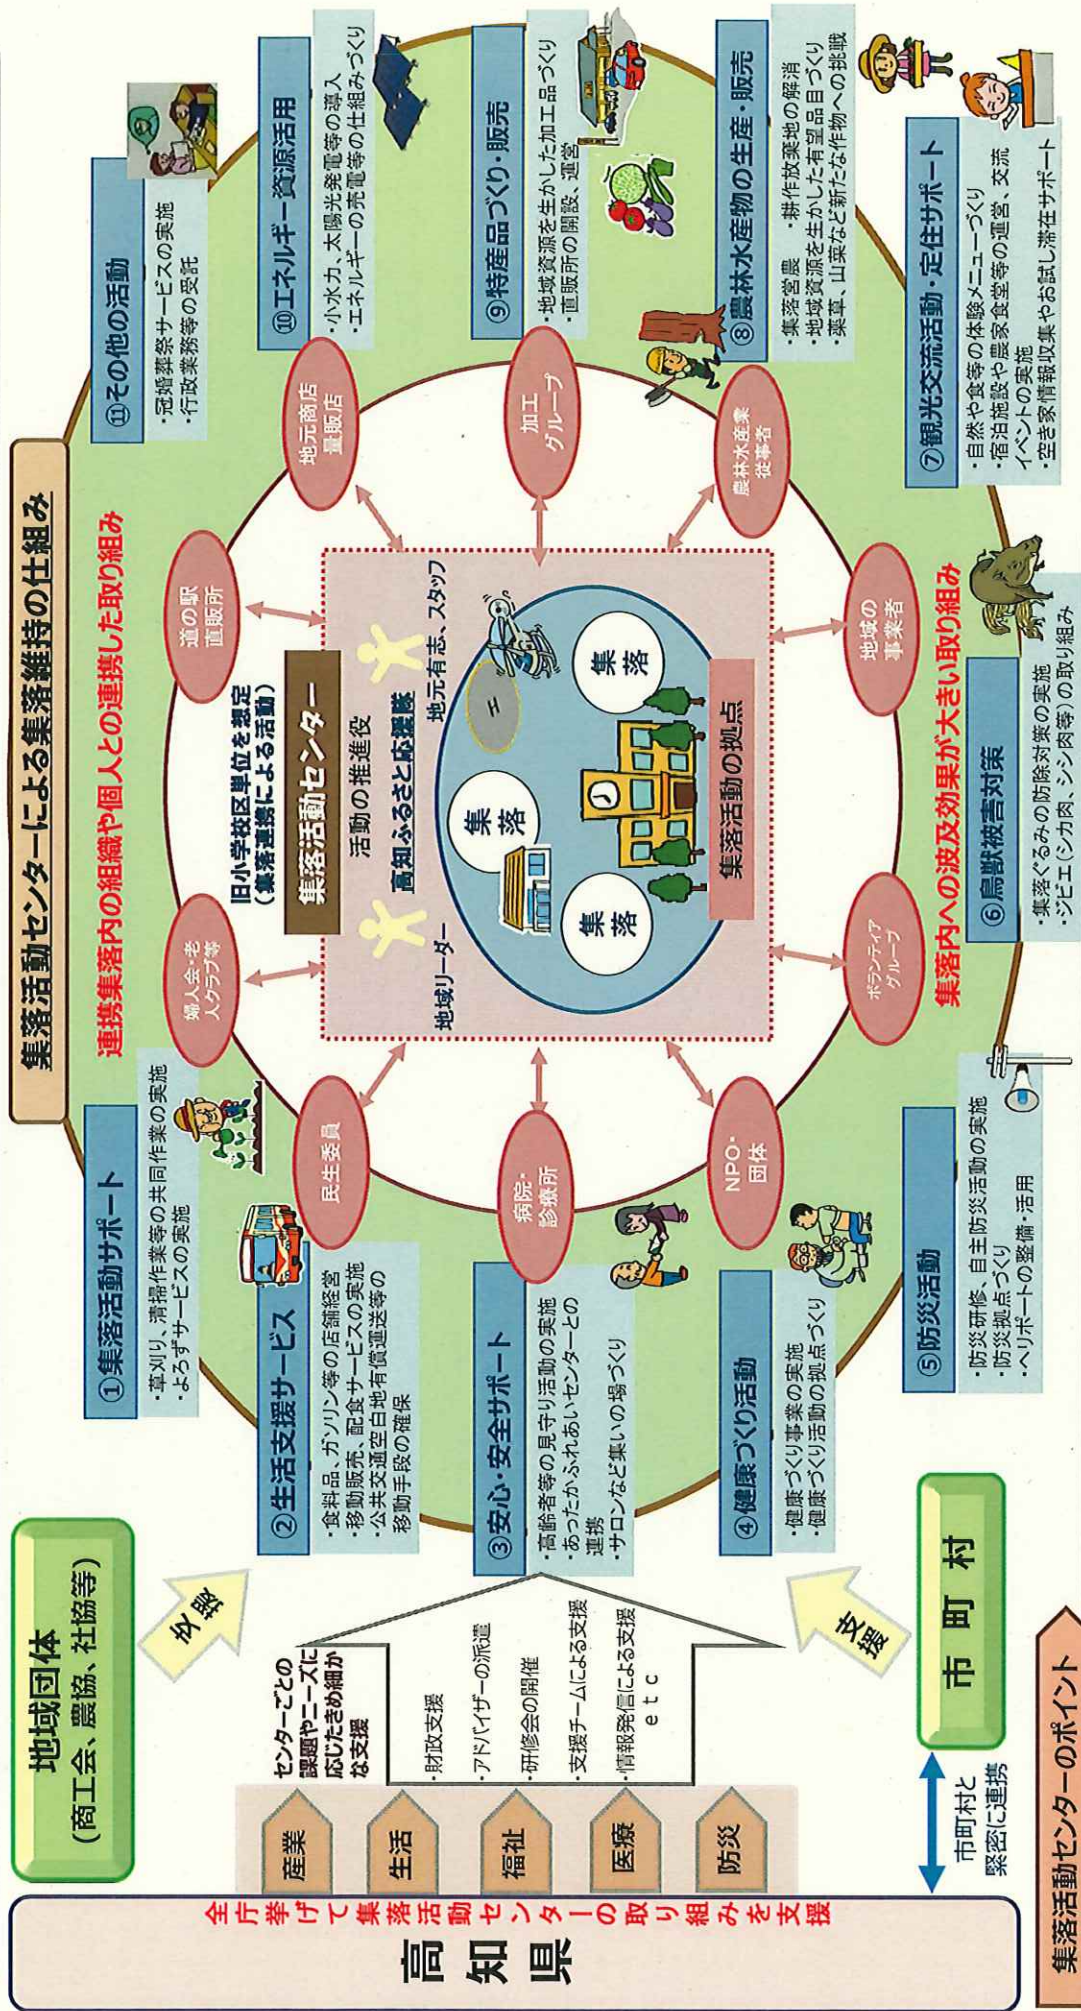 集落活動センターによる集落維持の仕組み
連携集落内の組織や個人との連携した取り組み
地域団体
(商工会、農協、社協等)
支援
高知県
全庁挙げて集落活動センターの取り組みを支援
産業
生活
福祉
医療
防災
センターごとの
課題やニーズに
応じたきめ細か
な支援
・財政支援
・アドバイザーの派遣
・研修会の開催
・支援チームによる支援
・情報発信による支援
etc
市町村と
緊密に連携
市町村
支援
①集落活動サポート
・草刈り、清掃作業等の共同作業の実施
・よろずサービスの実施
②生活支援サービス
・食料品、ガソリン等の店舗経営
・移動販売、配食サービスの実施
・公共交通空白地有償運送等の
移動手段の確保
③安心・安全サポート
・高齢者等の見守り活動の実施
・あったかふれあいセンターとの
連携
・サロンなど集いの場づくり
④健康づくり活動
・健康づくり事業の実施
・健康づくり活動の拠点づくり
⑤防災活動
・防災研修、自主防災活動の実施
・防災拠点づくり
・ヘリポートの整備・活用
⑥鳥獣被害対策
・集落ぐるみの防除対策の実施
・ジビエ(シカ肉、シシ肉等)の取り組み
⑦観光交流活動・定住サポート
・自然や食等の体験メニューづくり
・宿泊施設や農家食堂等の運営、交流
イベントの実施
・空き家情報収集やお試し滞在サポート
⑧農林水産物の生産・販売
・集落営農 ・耕作放棄地の解消
・地域資源を生かした有望品目づくり
・薬草、山菜など新たな作物への挑戦
⑨特産品づくり・販売
・地域資源を生かした加工品づくり
・直販所の開設、運営
⑩エネルギー資源活用
・小水力、太陽光発電等の導入
・エネルギーの売電等の仕組みづくり
⑪その他の活動
・冠婚葬祭サービスの実施
・行政業務等の受託
婦人会・老
人クラブ等
道の駅
直販所
地元商店
量販店
加工
グループ
農林水産業
従事者
地域の
事業者
ボランティア
グループ
NPO・
団体
病院・
診療所
民生委員
旧小学校区単位を想定
(集落連携による活動)
集落活動センター
活動の推進役
高知ふるさと応援隊
地域リーダー
地元有志、スタッフ
集落
集落
集落
H
集落活動の拠点
集落内への波及効果が大きい取り組み
集落活動センターのポイント